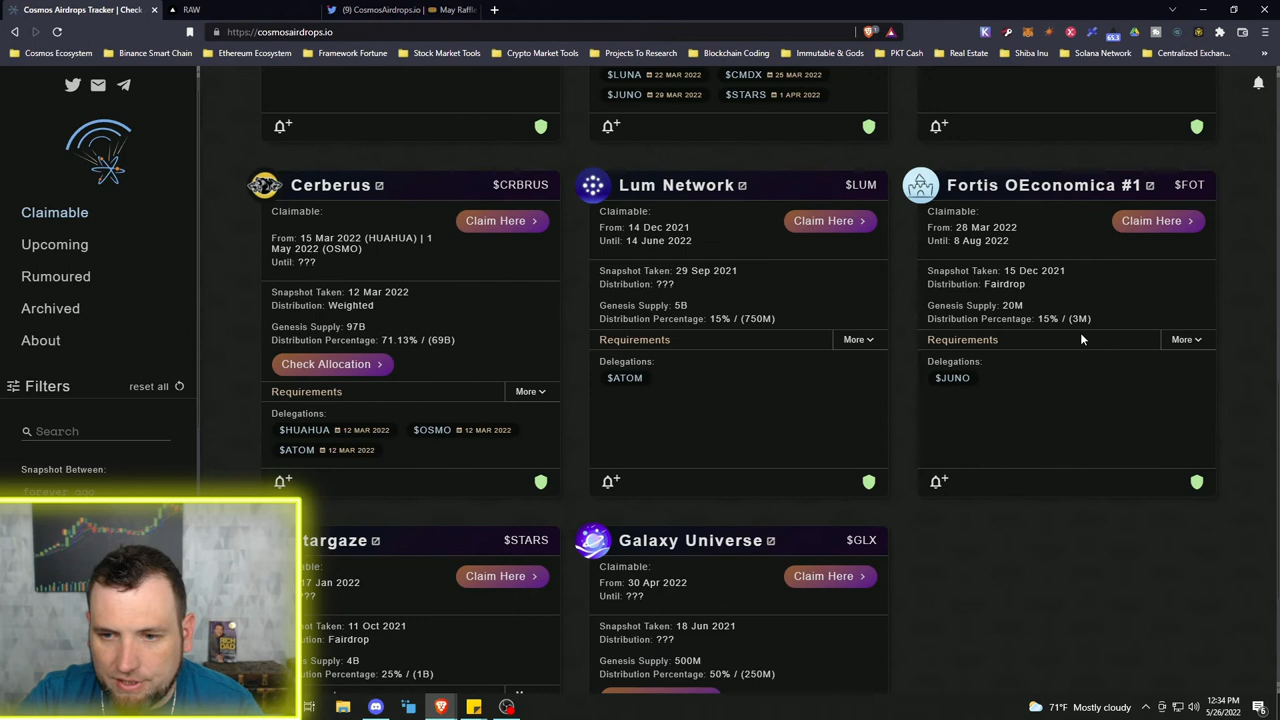 Cosmos Airdrops Tracker | Check
RAW
(9) CosmosAirdrops.io | May Raffle
https://cosmosairdrops.io
Cosmos Ecosystem
Binance Smart Chain
Ethereum Ecosystem
Framework Fortune
Stock Market Tools
Crypto Market Tools
Projects To Research
Blockchain Coding
Immutable & Gods
PKT Cash
Real Estate
Shiba Inu
Solana Network
Centralized Exchan...
65.3
Claimable
Upcoming
Rumoured
Archived
About
Filters
reset all
Search
Snapshot Between:
forever ago
$LUNA 22 MAR 2022
$CMDX 25 MAR 2022
$JUNO 29 MAR 2022
$STARS 1 APR 2022
Cerberus
$CRBRUS
Claimable:
Claim Here >
From: 15 Mar 2022 (HUAHUA) | 1
May 2022 (OSMO)
Until: ???
Snapshot Taken: 12 Mar 2022
Distribution: Weighted
Genesis Supply: 97B
Distribution Percentage: 71.13% / (69B)
Check Allocation >
Requirements
More
Delegations:
$HUAHUA 12 MAR 2022
$OSMO 12 MAR 2022
$ATOM 12 MAR 2022
Lum Network
$LUM
Claimable:
Claim Here >
From: 14 Dec 2021
Until: 14 June 2022
Snapshot Taken: 29 Sep 2021
Distribution: ???
Genesis Supply: 5B
Distribution Percentage: 15% / (750M)
Requirements
More
Delegations:
$ATOM
Fortis OEconomica #1
$FOT
Claimable:
Claim Here >
From: 28 Mar 2022
Until: 8 Aug 2022
Snapshot Taken: 15 Dec 2021
Distribution: Fairdrop
Genesis Supply: 20M
Distribution Percentage: 15% / (3M)
Requirements
More
Delegations:
$JUNO
targaze
$STARS
Claimable:
Claim Here >
17 Jan 2022
???
hot Taken: 11 Oct 2021
ution: Fairdrop
is Supply: 4B
ution Percentage: 25% / (1B)
Galaxy Universe
$GLX
Claimable:
Claim Here >
From: 30 Apr 2022
Until: ???
Snapshot Taken: 18 Jun 2021
Distribution: ???
Genesis Supply: 500M
Distribution Percentage: 50% / (250M)
RICH
DAD
71°F Mostly cloudy
12:34 PM
5/26/2022